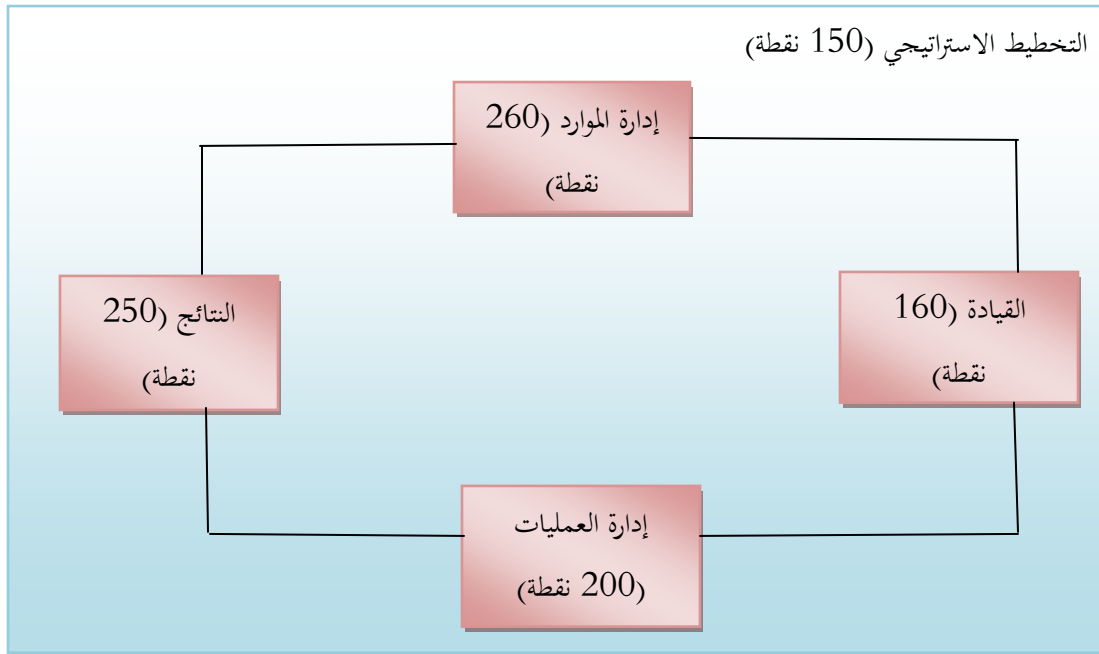 التخطيط الاستراتيجي (150 نقطة)
إدارة الموارد (260
نقطة)
القيادة (160
نقطة)
النتائج (250
نقطة)
إدارة العمليات
(200 نقطة)